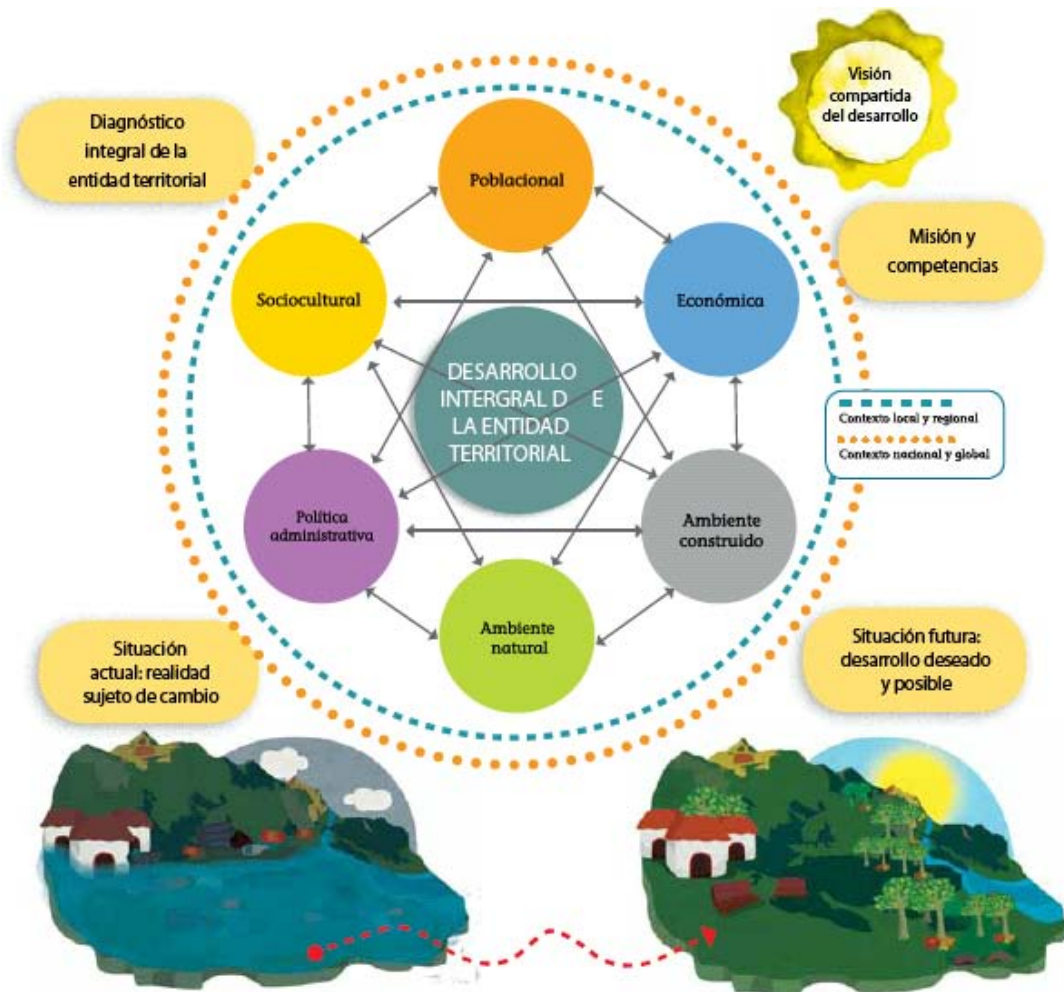 Visión
compartida
del desarrollo
Diagnóstico
integral de la
entidad territorial
Poblacional
Misión y
competencias
Sociocultural
Económica
DESARROLLO
INTERGRAL D E
LA ENTIDAD
TERRITORIAL
Contexto local y regional
Contexto nacional y global
Política
administrativa
Ambiente
construido
Ambiente
natural
Situación
actual: realidad
sujeto de cambio
Situación futura:
desarrollo deseado
y posible